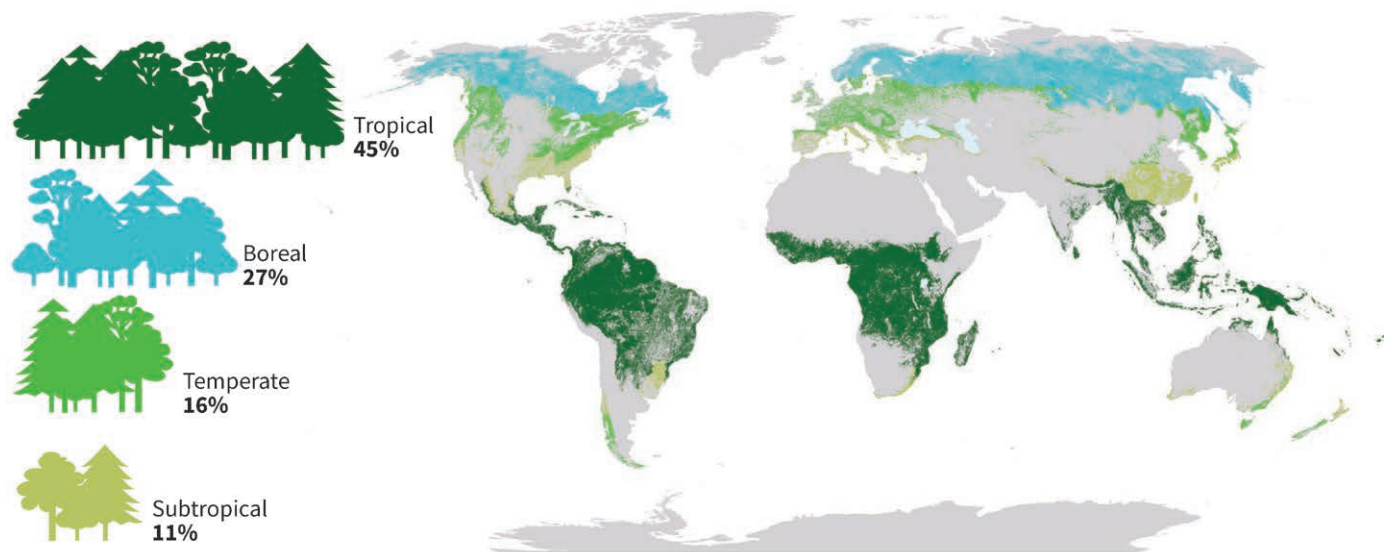 Tropical
45%
Boreal
27%
Temperate
16%
Subtropical
11%